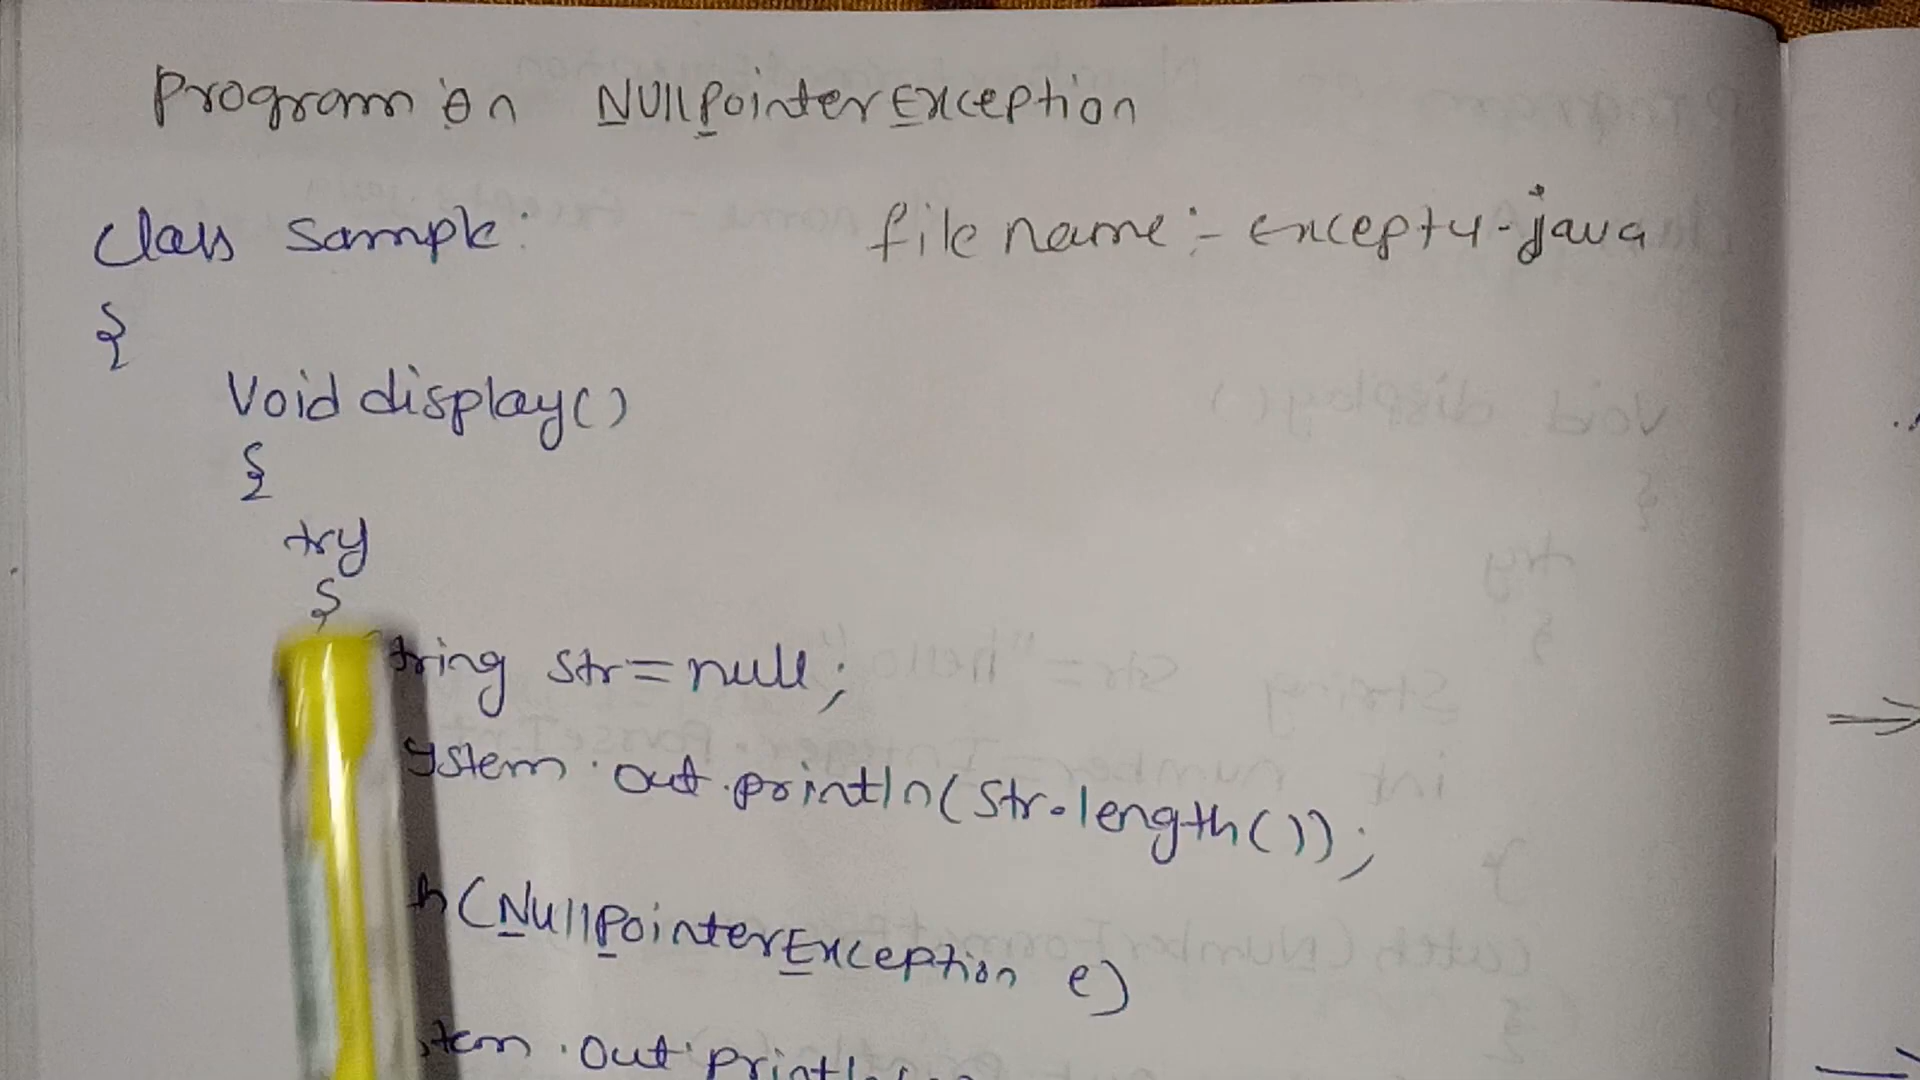 Program on NullPointerException
class Sample
file name:- except4.java
{
void display()
{
try
{
tring str=null;
ystem.out.println(str.length());
h(NullPointerException e)
tem.out.println